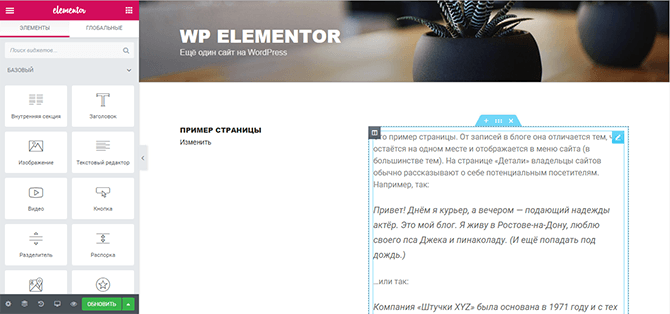 elementor
ЭЛЕМЕНТЫ
ГЛОБАЛЬНЫЕ
Поиск виджетов...
БАЗОВЫЙ
Внутренняя секция
Заголовок
Изображение
Текстовый редактор
Видео
Кнопка
Разделитель
Распорка
ОБНОВИТЬ
WP ELEMENTOR
Ещё один сайт на WordPress
ПРИМЕР СТРАНИЦЫ
Изменить
это пример страницы. От записей в блоге она отличается тем, ч
остаётся на одном месте и отображается в меню сайта (в
большинстве тем). На странице «Детали» владельцы сайтов
обычно рассказывают о себе потенциальным посетителям.
Например, так:
Привет! Днём я курьер, а вечером — подающий надежды
актёр. Это мой блог. Я живу в Ростове-на-Дону, люблю
своего пса Джека и пинаколаду. (И ещё попадать под
дождь.)
...или так:
Компания «Штучки XYZ» была основана в 1971 году и с тех